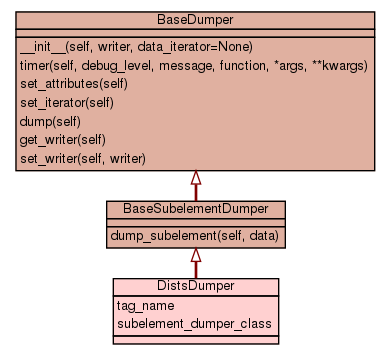 BaseDumper
__init__(self, writer, data_iterator=None)
timer(self, debug_level, message, function, *args, **kwargs)
set_attributes(self)
set_iterator(self)
dump(self)
get_writer(self)
set_writer(self, writer)
BaseSubelementDumper
dump_subelement(self, data)
DistsDumper
tag_name
subelement_dumper_class